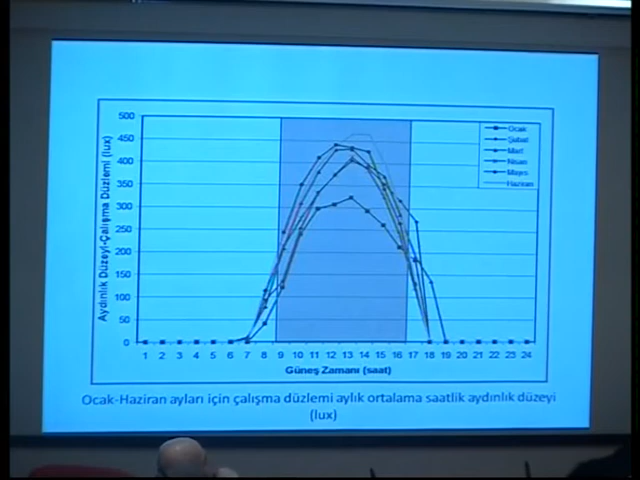 500
450
400
350
300
250
200
150
100
50
0
Aydınlık Düzeyi-Çalışma Düzlemi (lux)
Ocak
Şubat
Mart
Nisan
Mayıs
Haziran
1 2 3 4 5 6 7 8 9 10 11 12 13 14 15 16 17 18 19 20 21 22 23 24
Güneş Zamanı (saat)
Ocak-Haziran ayları için çalışma düzlemi aylık ortalama saatlik aydınlık düzeyi
(lux)